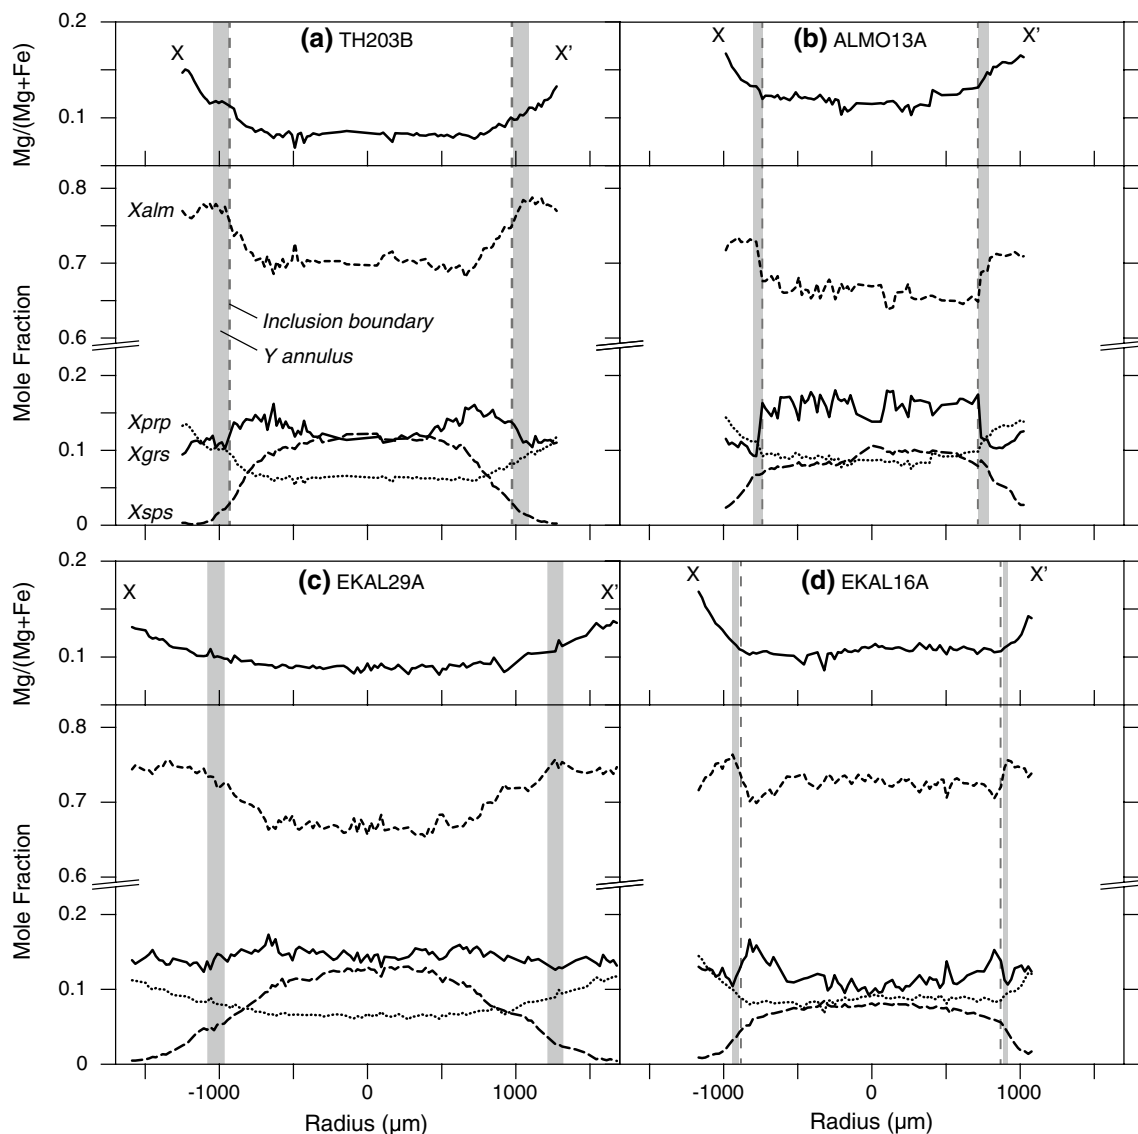 0.2
0.1
Mg/(Mg+Fe)
X
(a) TH203B
X'
X
(b) ALMO13A
X'
0.8
0.7
0.6
0.2
0.1
0
Mole Fraction
Xalm
Inclusion boundary
Y annulus
Xprp
Xgrs
Xsps
0.2
0.1
Mg/(Mg+Fe)
X
(c) EKAL29A
X'
X
(d) EKAL16A
X'
0.8
0.7
0.6
0.2
0.1
0
Mole Fraction
-1000 0 1000
Radius (µm)
-1000 0 1000
Radius (µm)